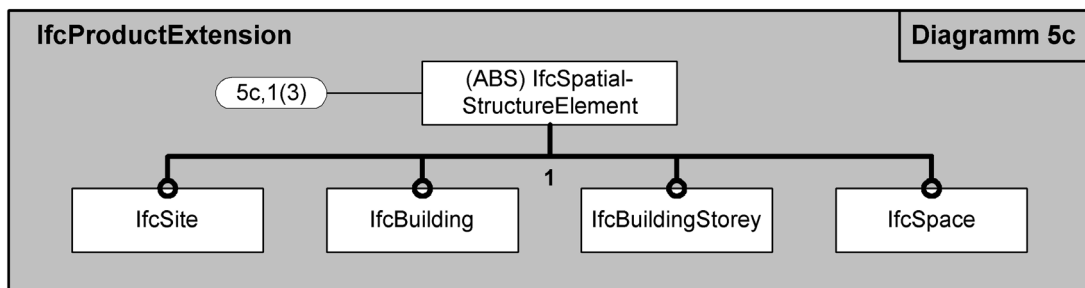 IfcProductExtension
Diagramm 5c
(ABS) IfcSpatial-
StructureElement
5c,1(3)
1
IfcSite
IfcBuilding
IfcBuildingStorey
IfcSpace